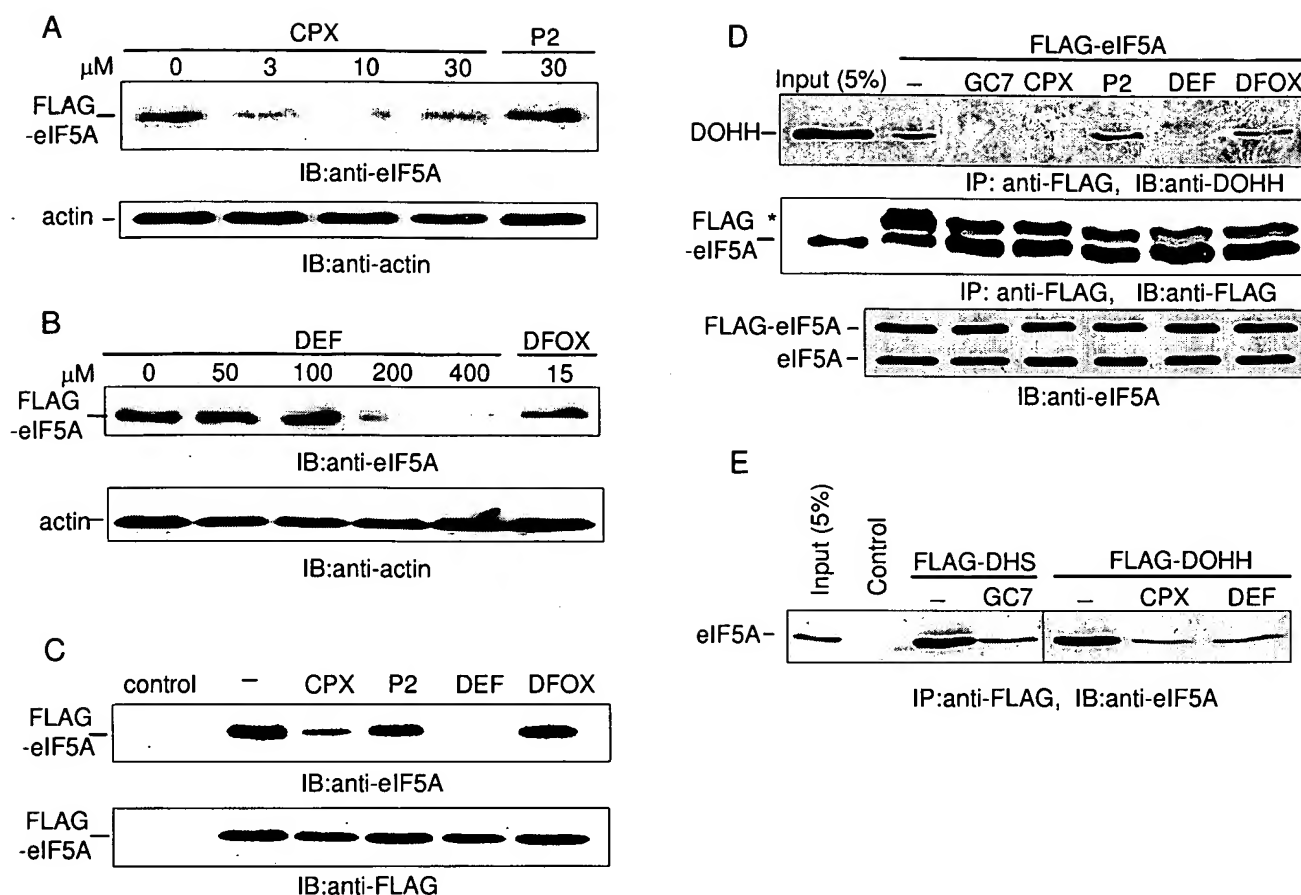 A
CPX P2
μM 0 3 10 30 30
FLAG
-eIF5A
IB:anti-eIF5A
actin
IB:anti-actin
B
DEF DFOX
μM 0 50 100 200 400 15
FLAG
-eIF5A
IB:anti-eIF5A
actin
IB:anti-actin
C
control – CPX P2 DEF DFOX
FLAG
-eIF5A
IB:anti-eIF5A
FLAG
-eIF5A
IB:anti-FLAG
D
FLAG-eIF5A
Input (5%) – GC7 CPX P2 DEF DFOX
DOHH
IP: anti-FLAG, IB:anti-DOHH
FLAG *
-eIF5A
IP: anti-FLAG, IB:anti-FLAG
FLAG-eIF5A
eIF5A
IB:anti-eIF5A
E
Input (5%)
Control
FLAG-DHS FLAG-DOHH
– GC7 – CPX DEF
eIF5A
IP:anti-FLAG, IB:anti-eIF5A